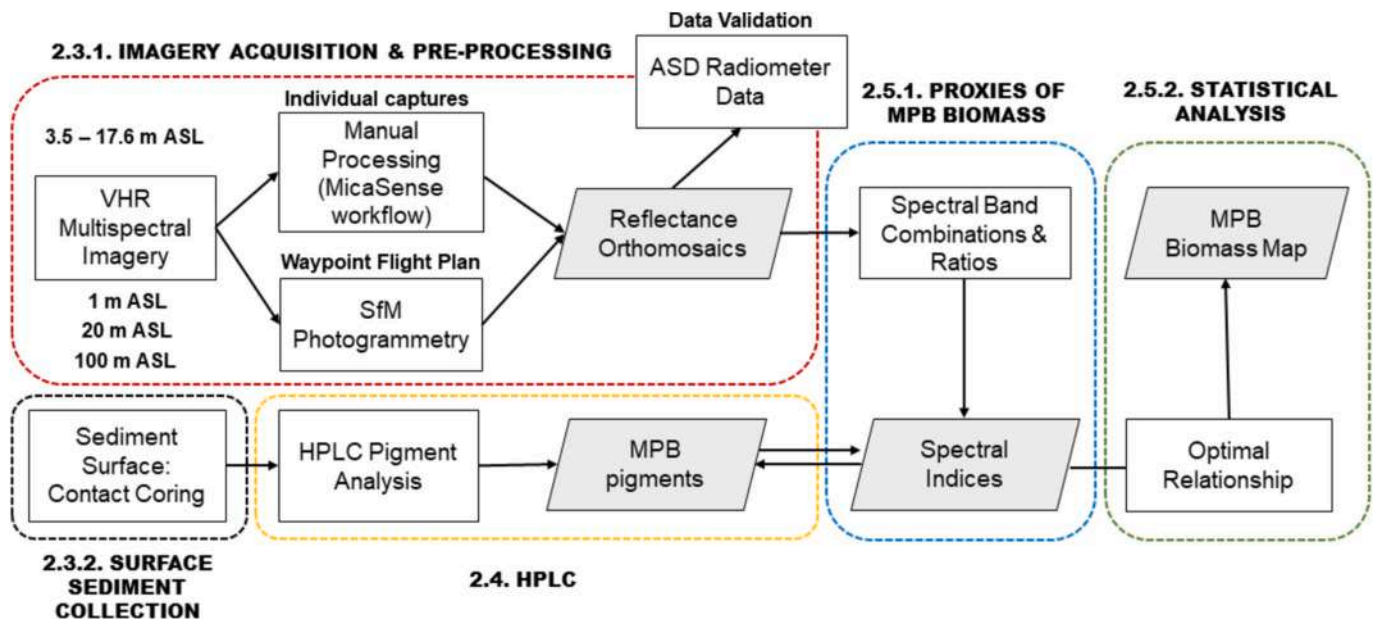 Data Validation
2.3.1. IMAGERY ACQUISITION & PRE-PROCESSING
ASD Radiometer
Data
Individual captures
3.5 – 17.6 m ASL
Manual
Processing
(MicaSense
workflow)
VHR
Multispectral
Imagery
Reflectance
Orthomosaics
Waypoint Flight Plan
1 m ASL
20 m ASL
100 m ASL
SfM
Photogrammetry
2.5.1. PROXIES OF
MPB BIOMASS
Spectral Band
Combinations &
Ratios
2.5.2. STATISTICAL
ANALYSIS
MPB
Biomass Map
Sediment
Surface:
Contact Coring
HPLC Pigment
Analysis
MPB
pigments
Spectral
Indices
Optimal
Relationship
2.3.2. SURFACE
SEDIMENT
COLLECTION
2.4. HPLC